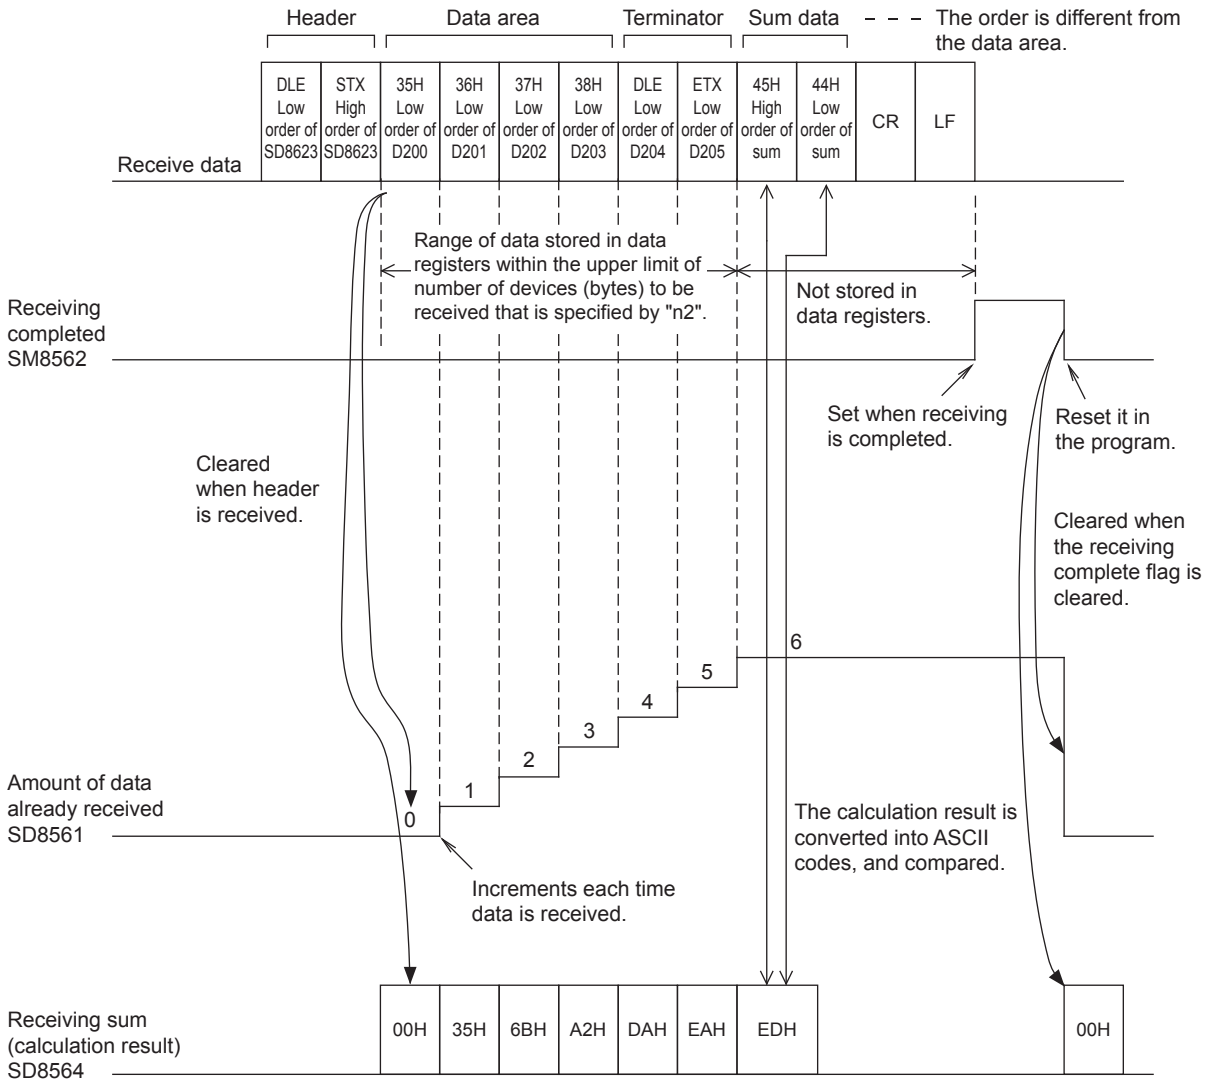 Header Data area Terminator Sum data The order is different from
the data area.
DLE STX 35H 36H 37H 38H DLE ETX 45H 44H
Low High Low Low Low Low Low Low High Low CR LF
order of order of order of order of order of order of order of order of order of order of
SD8623 SD8623 D200 D201 D202 D203 D204 D205 sum sum
Receive data
Range of data stored in data
registers within the upper limit of
number of devices (bytes) to be
received that is specified by "n2".
Not stored in
data registers.
Receiving
completed
SM8562
Set when receiving
is completed.
Reset it in
the program.
Cleared
when header
is received.
Cleared when
the receiving
complete flag is
cleared.
6
5
4
3
2
1
0
Amount of data
already received
SD8561
The calculation result is
converted into ASCII
codes, and compared.
Increments each time
data is received.
Receiving sum
(calculation result)
SD8564
00H 35H 6BH A2H DAH EAH EDH 00H